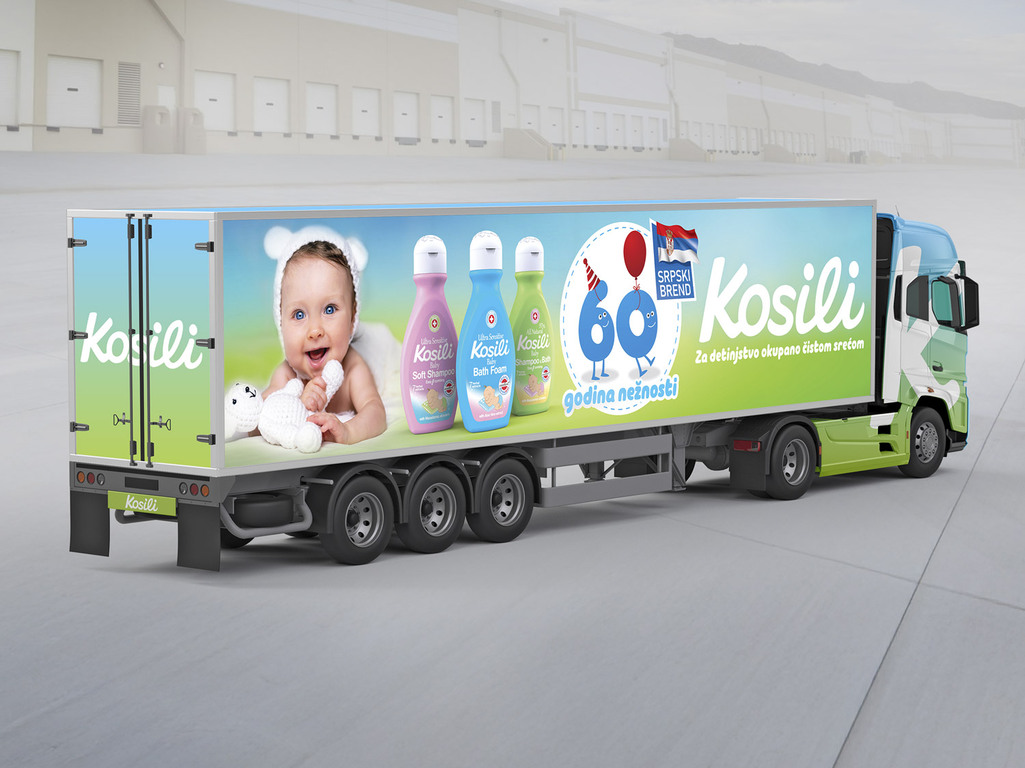 Kosili
Ultra Sensitive
Kosili
Baby
Soft Shampoo
Ultra Sensitive
Kosili
Baby
Bath Foam
Kosili
Baby
Shampoo & Bath
60
godina nežnosti
SRPSKI
BREND
Kosili
Za detinjstvo okupano čistom srećom
Kosili